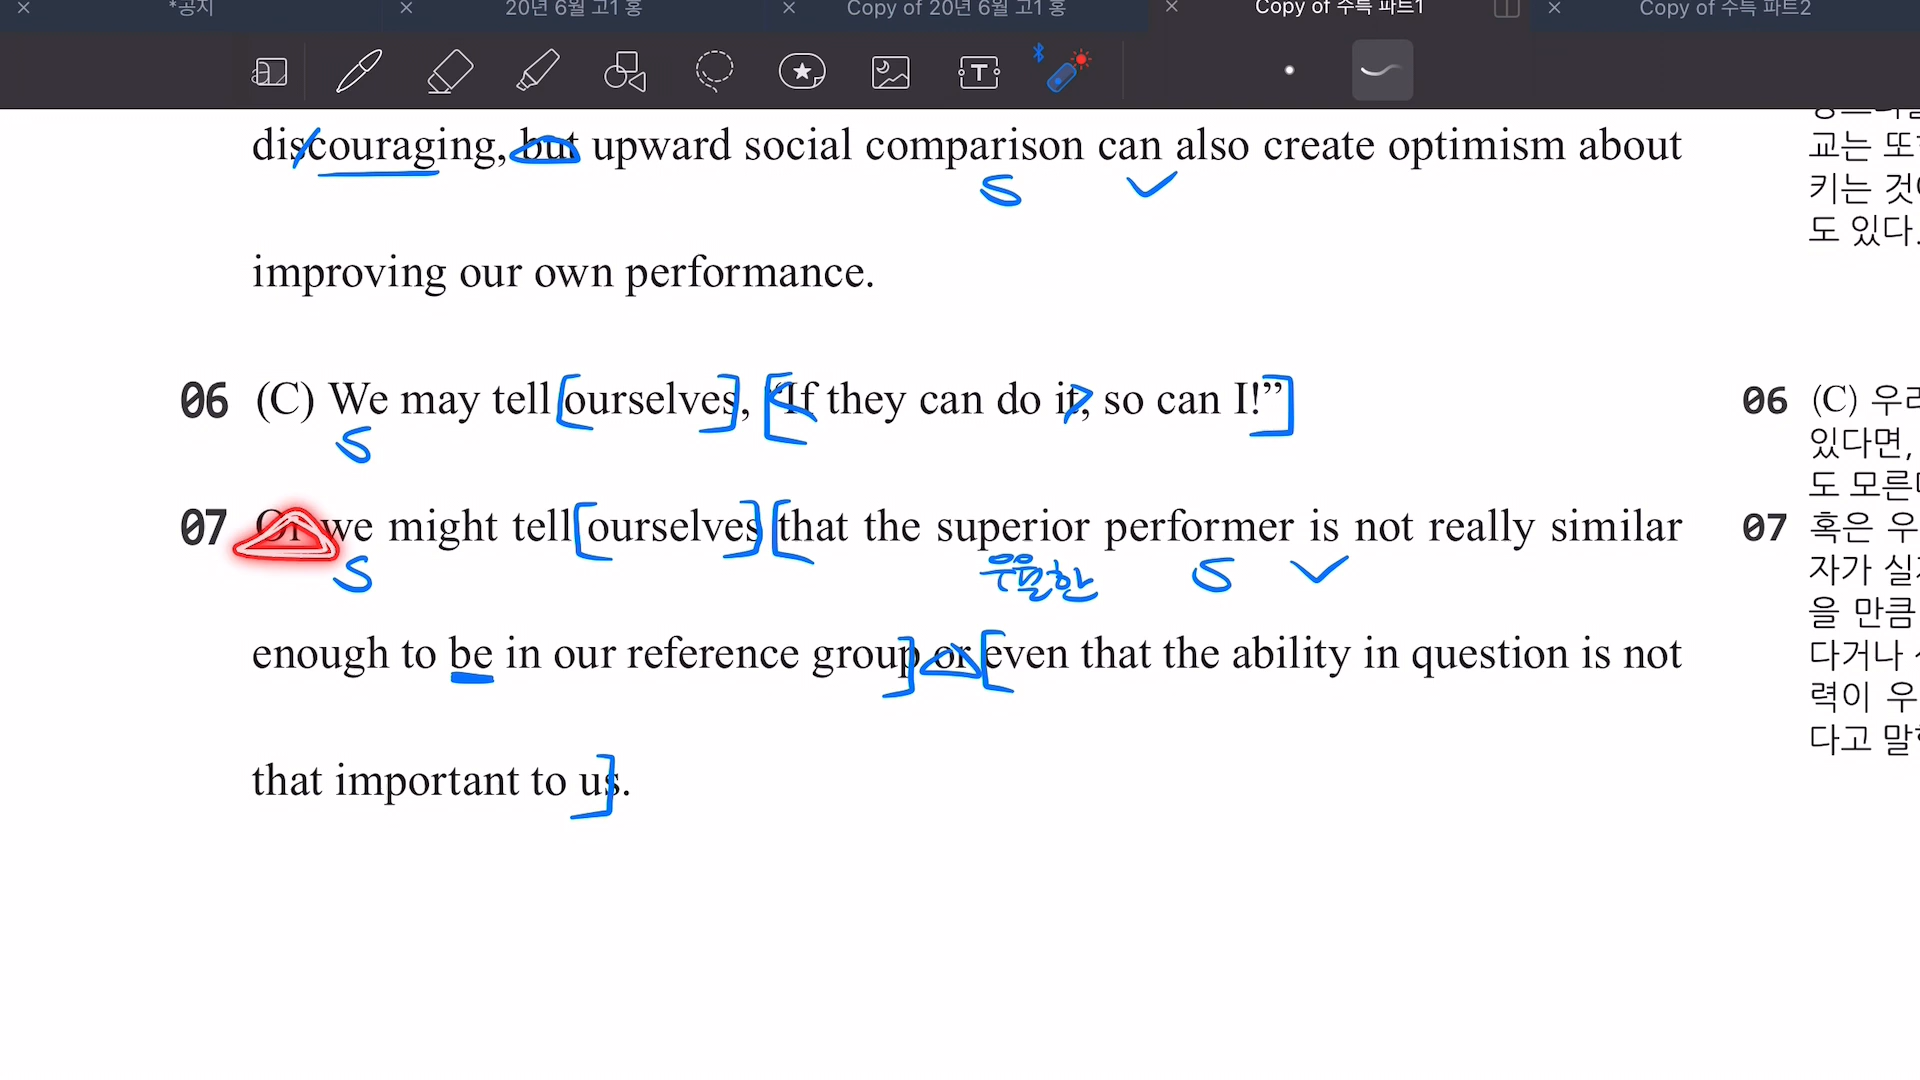 *공지
20년 6월 고1 홍
Copy of 20년 6월 고1 홍
Copy of 수특 파트1
Copy of 수특 파트2
discouraging, but upward social comparison can also create optimism about
S
improving our own performance.
06 (C) We may tell ourselves, “If they can do it, so can I!”
S
07 Or we might tell ourselves that the superior performer is not really similar
S 우월한 S
enough to be in our reference group or even that the ability in question is not
that important to us.
교는 또
키는 것
도 있다.
06 (C) 우리
있다면,
도 모른다
07 혹은 우
자가 실
을 만큼
다거나
력이 우
다고 말